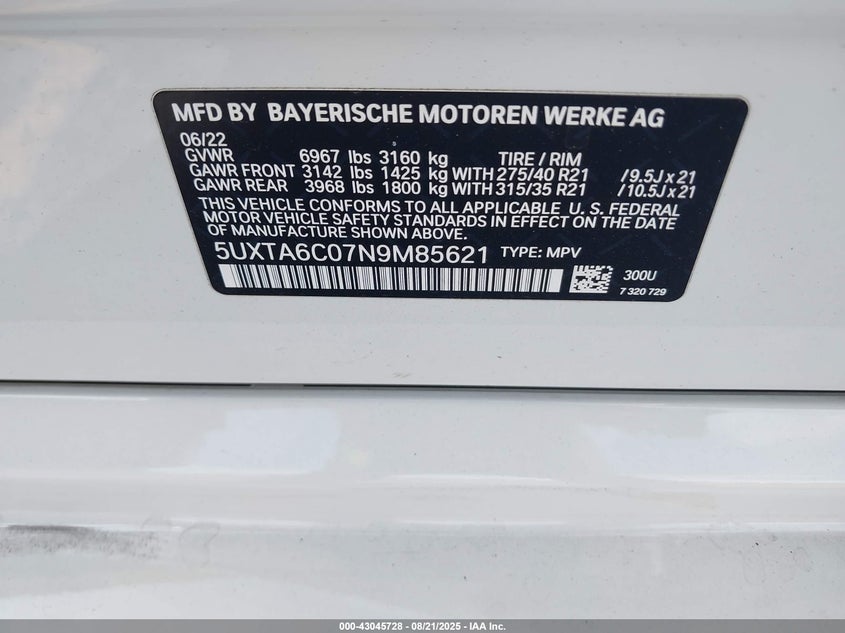 MFD BY BAYERISCHE MOTOREN WERKE AG
06/22
GVWR 6967 lbs 3160 kg TIRE / RIM
GAWR FRONT 3142 lbs 1425 kg WITH 275/40 R21 / 9.5J x 21
GAWR REAR 3968 lbs 1800 kg WITH 315/35 R21 / 10.5J x 21
THIS VEHICLE CONFORMS TO ALL APPLICABLE U. S. FEDERAL
MOTOR VEHICLE SAFETY STANDARDS IN EFFECT ON THE DATE
OF MANUFACTURE SHOWN ABOVE.
5UXTA6C07N9M85621 TYPE: MPV
300U
7 320 729
000-43045728 - 08/21/2025 - IAA Inc.